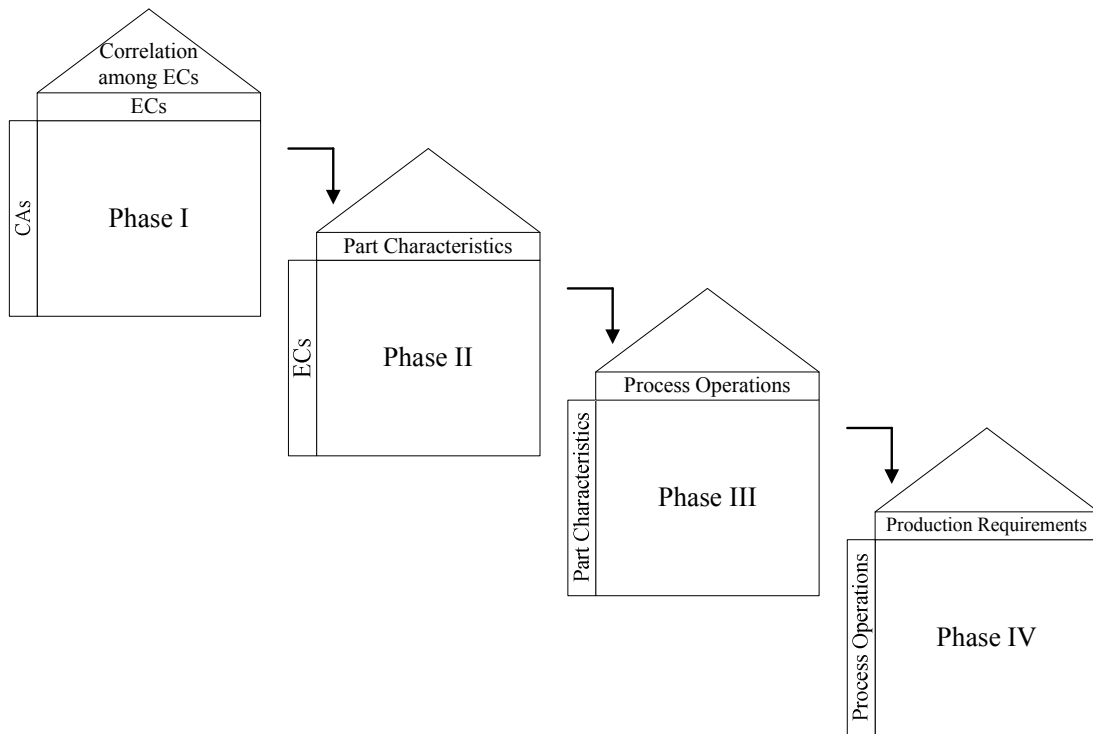 Correlation
among ECs
ECs
CAs
Phase I
Part Characteristics
ECs
Phase II
Process Operations
Part Characteristics
Phase III
Production Requirements
Process Operations
Phase IV